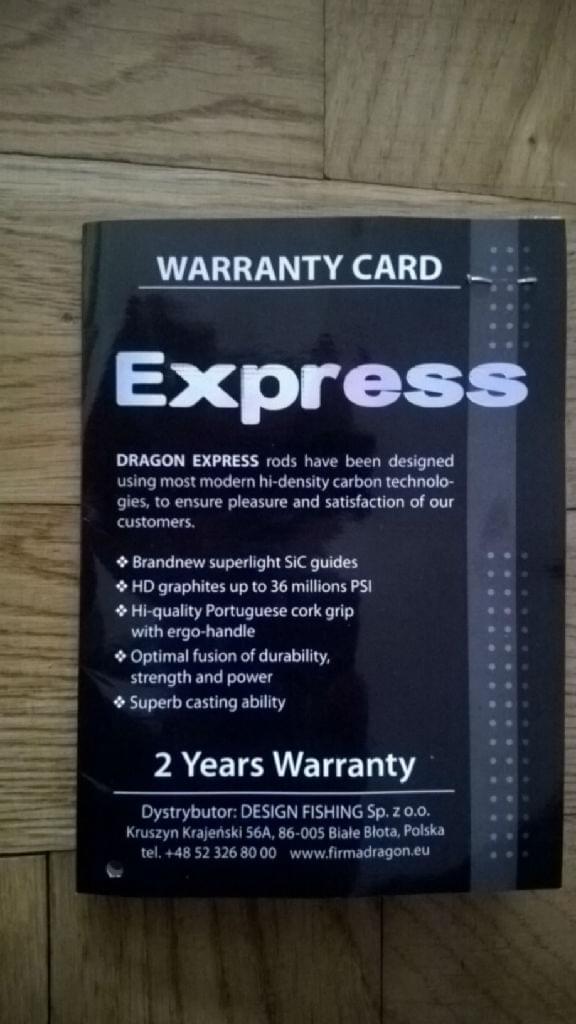 WARRANTY CARD
Express
DRAGON EXPRESS rods have been designed
using most modern hi-density carbon technolo-
gies, to ensure pleasure and satisfaction of our
customers.
❖ Brandnew superlight SiC guides
❖ HD graphites up to 36 millions PSI
❖ Hi-quality Portuguese cork grip
with ergo-handle
❖ Optimal fusion of durability,
strength and power
❖ Superb casting ability
2 Years Warranty
Dystrybutor: DESIGN FISHING Sp. z o.o.
Kruszyn Krajeński 56A, 86-005 Białe Błota, Polska
tel. +48 52 326 80 00 www.firmadragon.eu